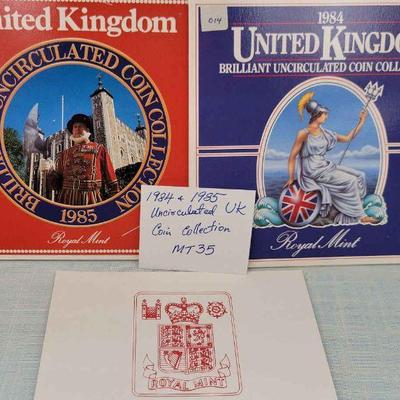 United Kingdom
BRILLIANT UNCIRCULATED COIN COLLECTION
1985
Royal Mint
014
1984
UNITED KINGDO
BRILLIANT UNCIRCULATED COIN COLLE
Royal Mint
1984 & 1985
Uncirculated UK
Coin Collection
MT35
ROYAL MINT